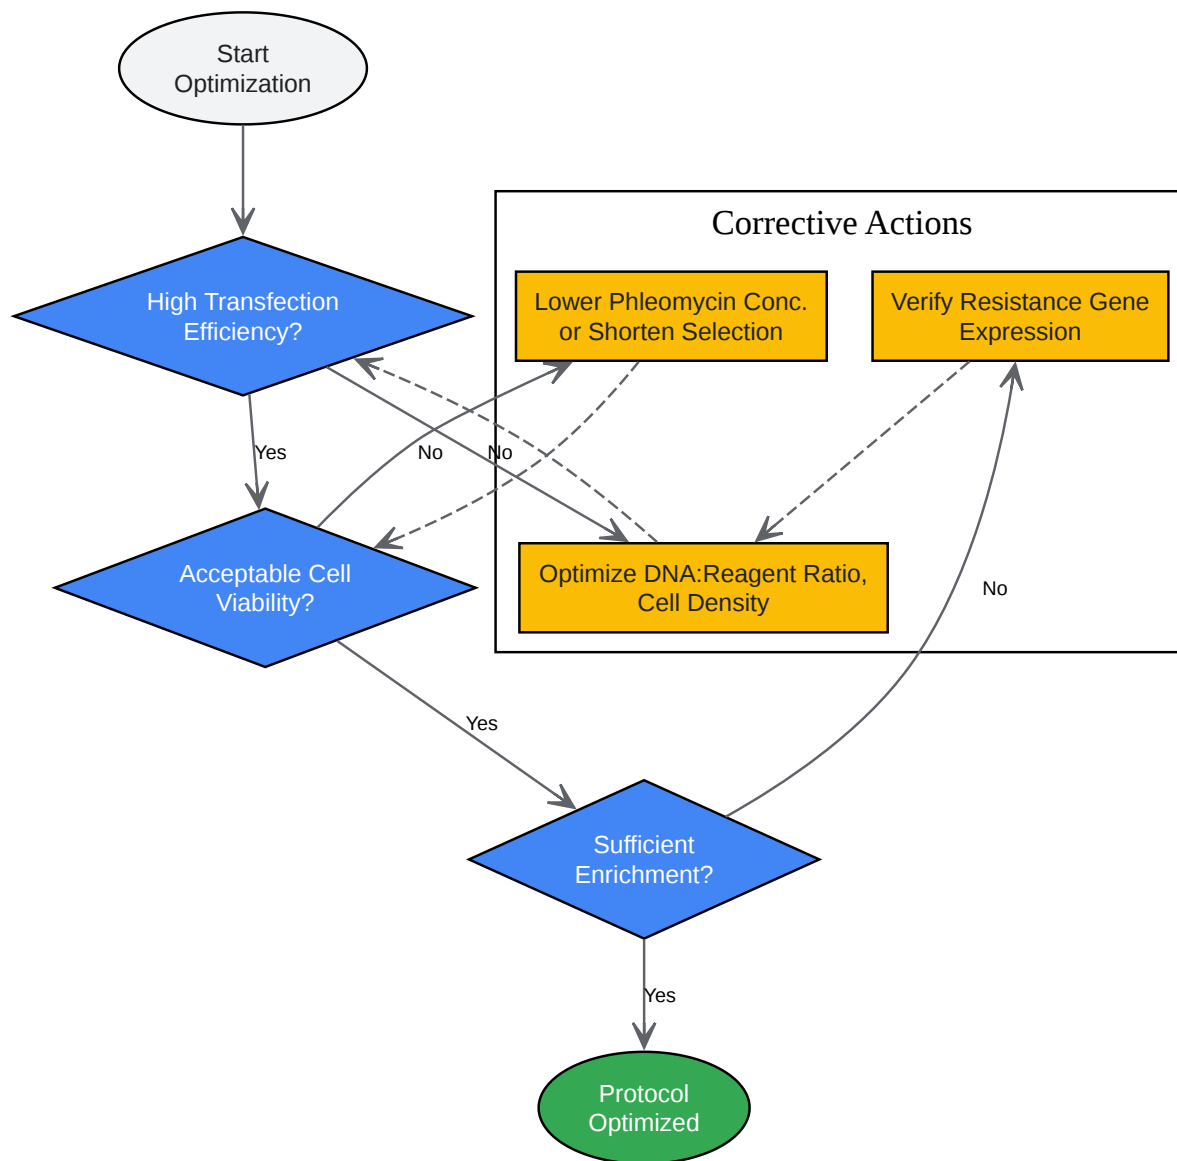 Start
Optimization
Corrective Actions
High Transfection
Efficiency?
Lower Phleomycin Conc.
or Shorten Selection
Verify Resistance Gene
Expression
Yes
No
No
Acceptable Cell
Viability?
Optimize DNA:Reagent Ratio,
Cell Density
No
Yes
Sufficient
Enrichment?
Yes
Protocol
Optimized